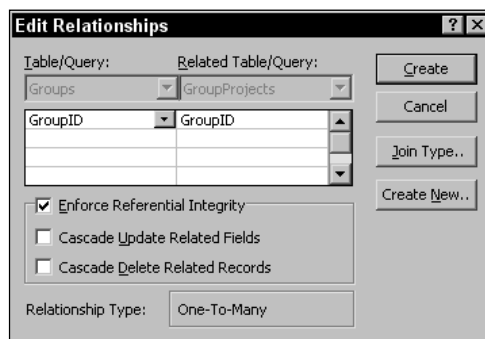 Edit Relationships
Table/Query: Related Table/Query:
Groups GroupProjects
GroupID GroupID
Enforce Referential Integrity
Cascade Update Related Fields
Cascade Delete Related Records
Relationship Type: One-To-Many
Create
Cancel
Join Type..
Create New..